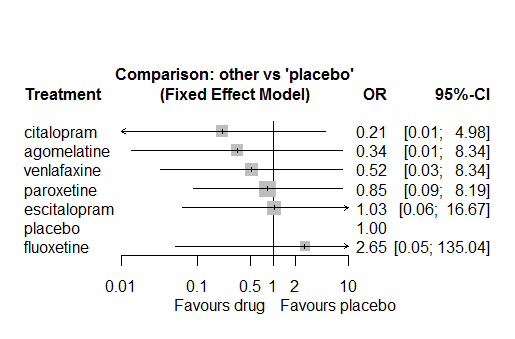 Comparison: other vs 'placebo'
Treatment (Fixed Effect Model) OR 95%-CI
citalopram 0.21 [0.01; 4.98]
agomelatine 0.34 [0.01; 8.34]
venlafaxine 0.52 [0.03; 8.34]
paroxetine 0.85 [0.09; 8.19]
escitalopram 1.03 [0.06; 16.67]
placebo 1.00
fluoxetine 2.65 [0.05; 135.04]
0.01 0.1 0.5 1 2 10
Favours drug Favours placebo